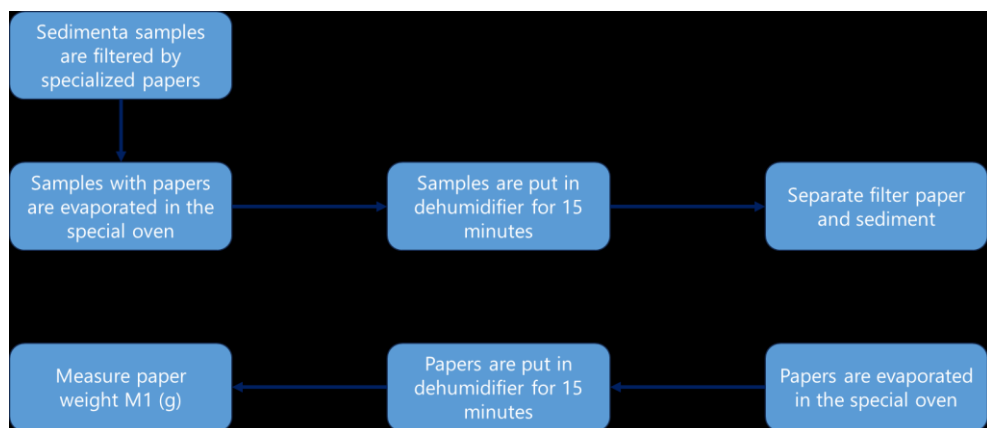 Sedimenta samples
are filtered by
specialized papers
Samples with papers
are evaporated in the
special oven
Samples are put in
dehumidifier for 15
minutes
Separate filter paper
and sediment
Measure paper
weight M1 (g)
Papers are put in
dehumidifier for 15
minutes
Papers are evaporated
in the special oven